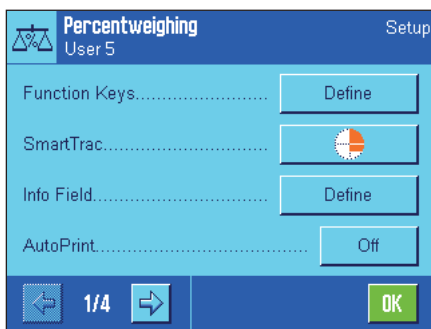 Percentweighing
Setup
User 5
Function Keys............................ Define
SmartTrac..................................
Info Field.................................... Define
AutoPrint............................................ Off
1/4
OK